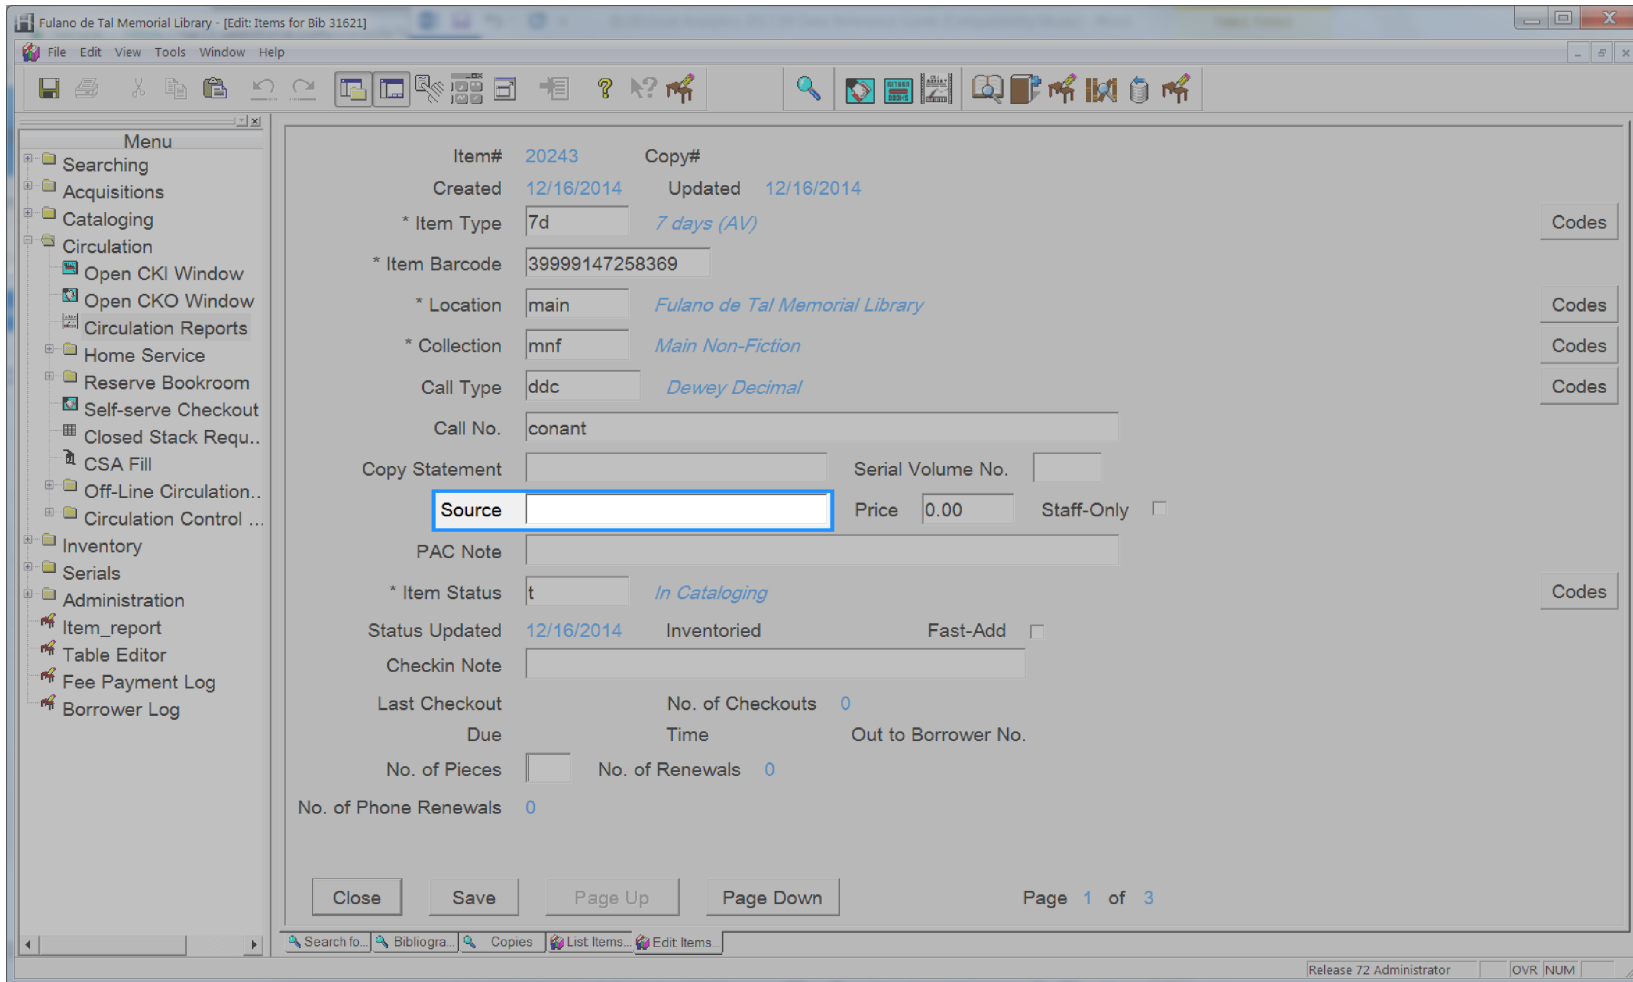 Fulano de Tal Memorial Library - [Edit: Items for Bib 31621]
File Edit View Tools Window Help
Menu
Searching
Acquisitions
Cataloging
Circulation
Open CKI Window
Open CKO Window
Circulation Reports
Home Service
Reserve Bookroom
Self-serve Checkout
Closed Stack Requ..
CSA Fill
Off-Line Circulation..
Circulation Control ...
Inventory
Serials
Administration
Item_report
Table Editor
Fee Payment Log
Borrower Log
Item# 20243 Copy#
Created 12/16/2014 Updated 12/16/2014
* Item Type 7d 7 days (AV) Codes
* Item Barcode 39999147258369
* Location main Fulano de Tal Memorial Library Codes
* Collection mnf Main Non-Fiction Codes
Call Type ddc Dewey Decimal Codes
Call No. conant
Copy Statement Serial Volume No.
Source Price 0.00 Staff-Only
PAC Note
* Item Status t In Cataloging Codes
Status Updated 12/16/2014 Inventoried Fast-Add
Checkin Note
Last Checkout No. of Checkouts 0
Due Time Out to Borrower No.
No. of Pieces No. of Renewals 0
No. of Phone Renewals 0
Close Save Page Up Page Down Page 1 of 3
Search fo... Bibliogra... Copies List: Items... Edit: Items...
Release 72 Administrator OVR NUM